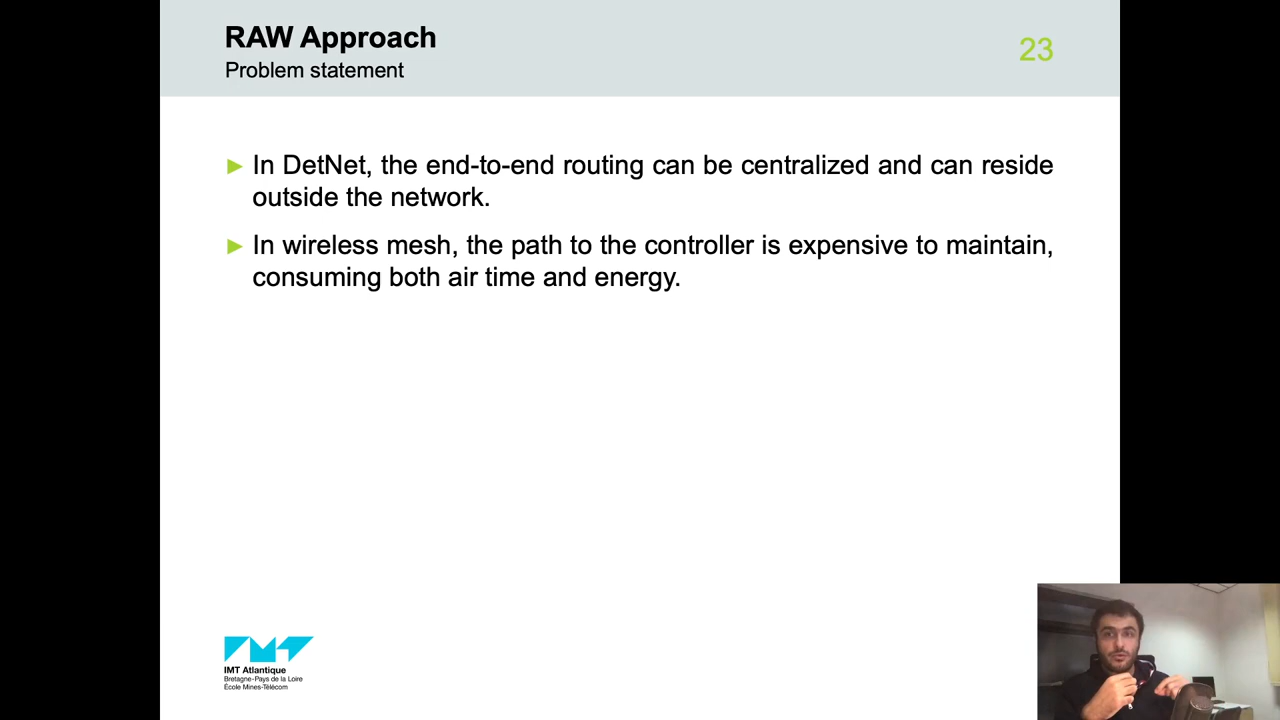 RAW Approach
Problem statement
23
► In DetNet, the end-to-end routing can be centralized and can reside
outside the network.
► In wireless mesh, the path to the controller is expensive to maintain,
consuming both air time and energy.
IMT
IMT Atlantique
Bretagne-Pays de la Loire
École Mines-Télécom